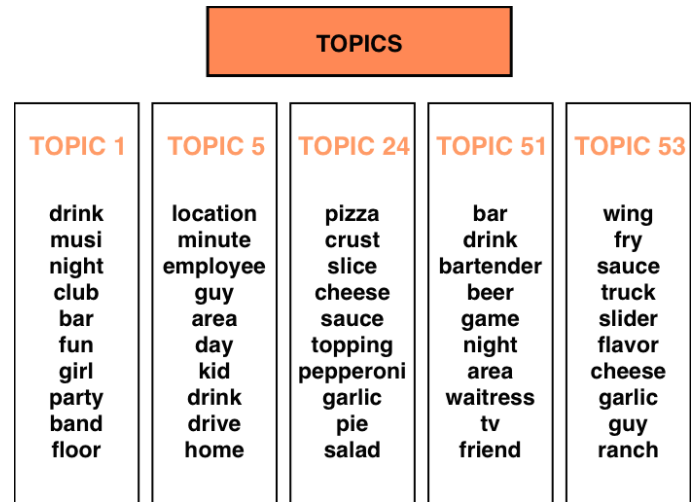 TOPICS
TOPIC 1
drink
musi
night
club
bar
fun
girl
party
band
floor
TOPIC 5
location
minute
employee
guy
area
day
kid
drink
drive
home
TOPIC 24
pizza
crust
slice
cheese
sauce
topping
pepperoni
garlic
pie
salad
TOPIC 51
bar
drink
bartender
beer
game
night
area
waitress
tv
friend
TOPIC 53
wing
fry
sauce
truck
slider
flavor
cheese
garlic
guy
ranch